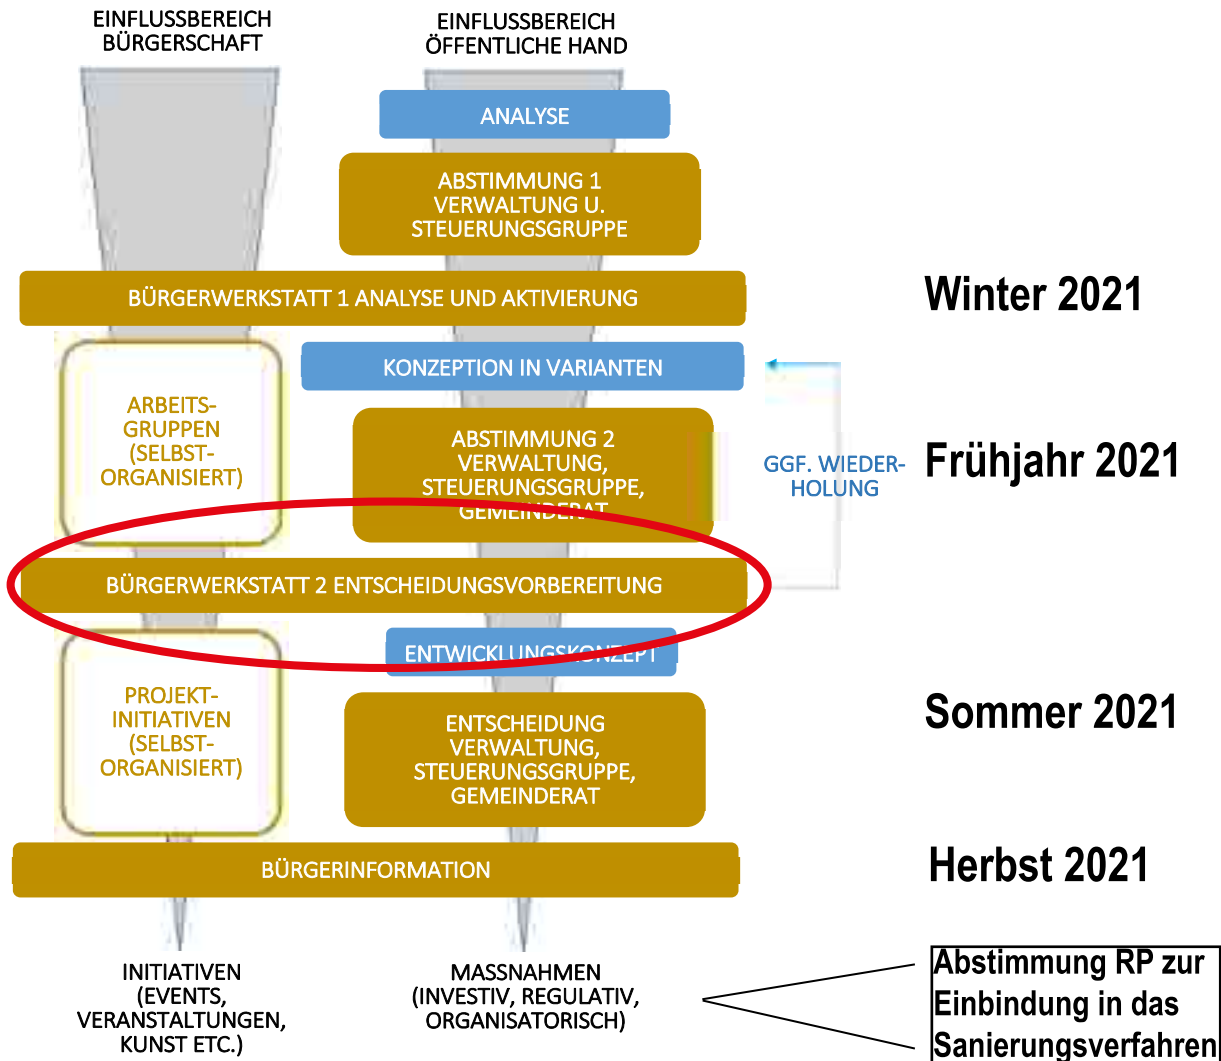 EINFLUSSBEREICH
BÜRGERSCHAFT
EINFLUSSBEREICH
ÖFFENTLICHE HAND
ANALYSE
ABSTIMMUNG 1
VERWALTUNG U.
STEUERUNGSGRUPPE
BÜRGERWERKSTATT 1 ANALYSE UND AKTIVIERUNG
Winter 2021
KONZEPTION IN VARIANTEN
ARBEITS-
GRUPPEN
(SELBST-
ORGANISIERT)
ABSTIMMUNG 2
VERWALTUNG,
STEUERUNGSGRUPPE,
GEMEINDERAT
GGF. WIEDER-
HOLUNG
Frühjahr 2021
BÜRGERWERKSTATT 2 ENTSCHEIDUNGSVORBEREITUNG
ENTWICKLUNGSKONZEPT
PROJEKT-
INITIATIVEN
(SELBST-
ORGANISIERT)
ENTSCHEIDUNG
VERWALTUNG,
STEUERUNGSGRUPPE,
GEMEINDERAT
Sommer 2021
BÜRGERINFORMATION
Herbst 2021
INITIATIVEN
(EVENTS,
VERANSTALTUNGEN,
KUNST ETC.)
MASSNAHMEN
(INVESTIV, REGULATIV,
ORGANISATORISCH)
Abstimmung RP zur
Einbindung in das
Sanierungsverfahren